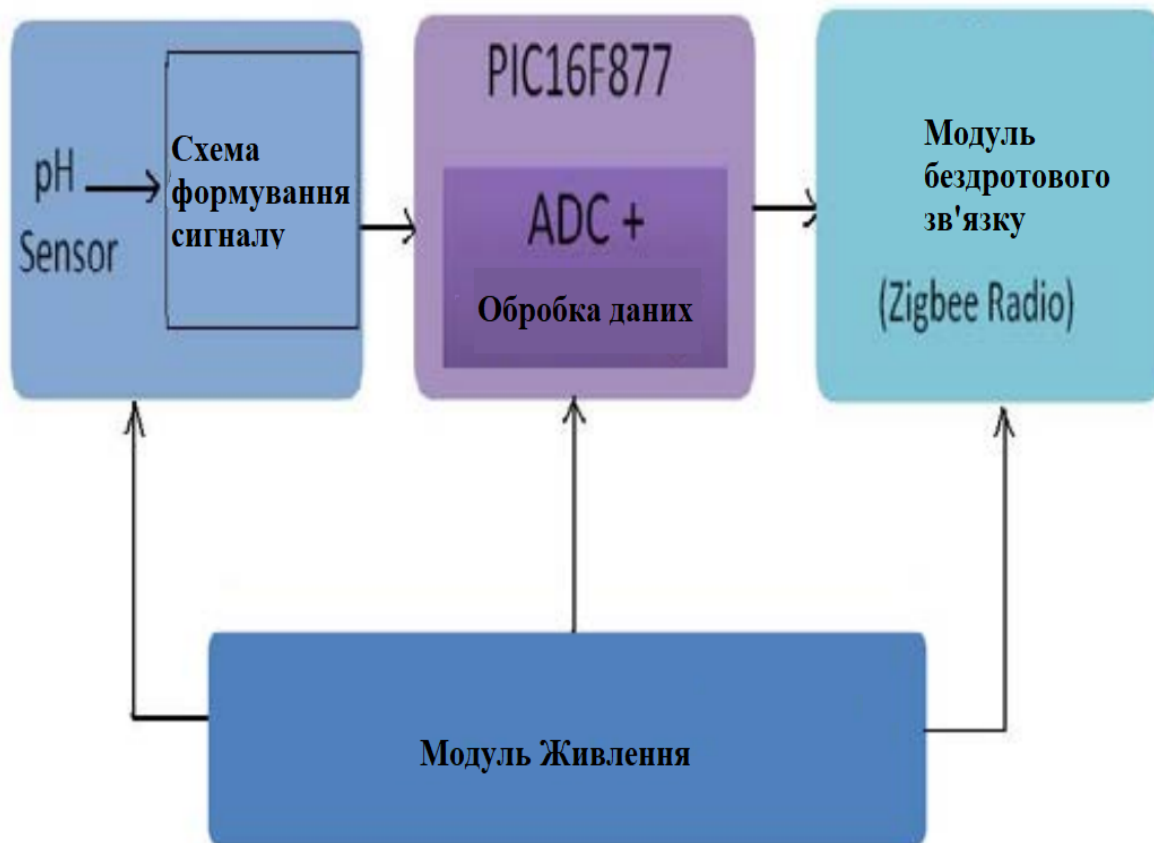 pH
Sensor
Схема
формування
сигналу
PIC16F877
ADC +
Обробка даних
Модуль
бездротового
зв'язку
(Zigbee Radio)
Модуль Живлення